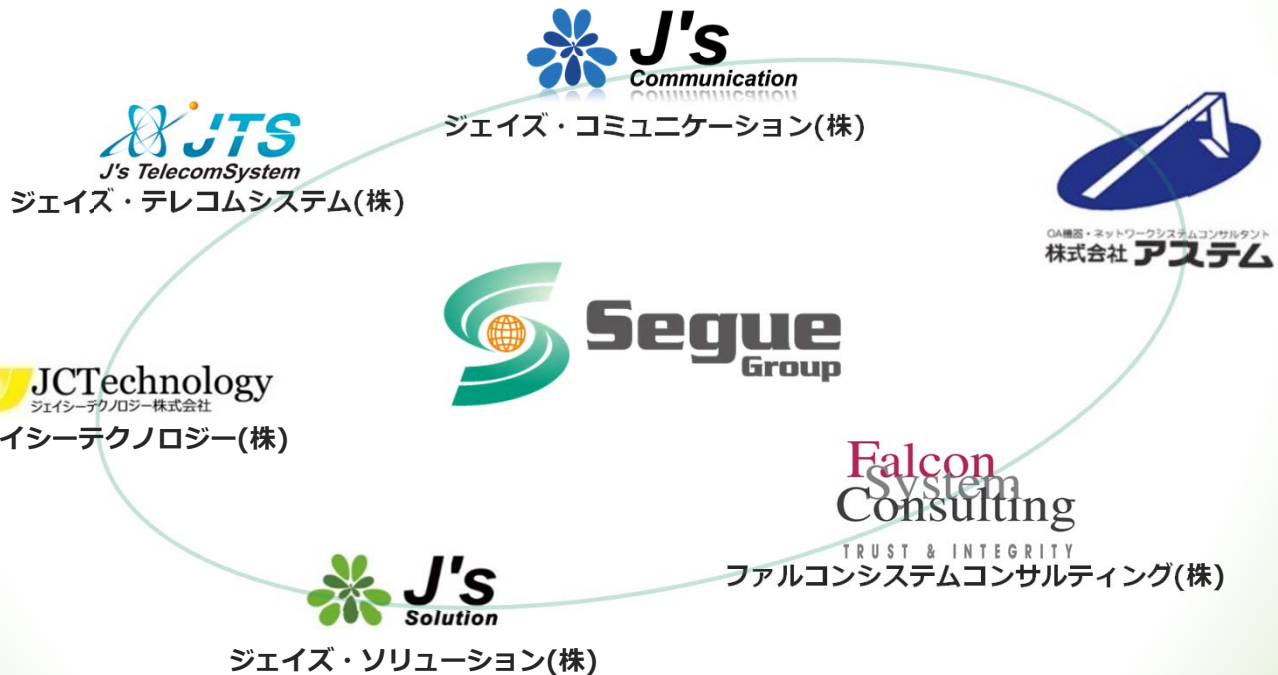 J's
Communication
ジェイズ・コミュニケーション(株)
JTS
J's TelecomSystem
ジェイズ・テレコムシステム(株)
OA機器・ネットワークシステムコンサルタント
株式会社 アステム
Segue
Group
JCTechnology
ジェイシーテクノロジー株式会社
イシーテクノロジー(株)
Falcon
System
Consulting
TRUST & INTEGRITY
ファルコンシステムコンサルティング(株)
J's
Solution
ジェイズ・ソリューション(株)